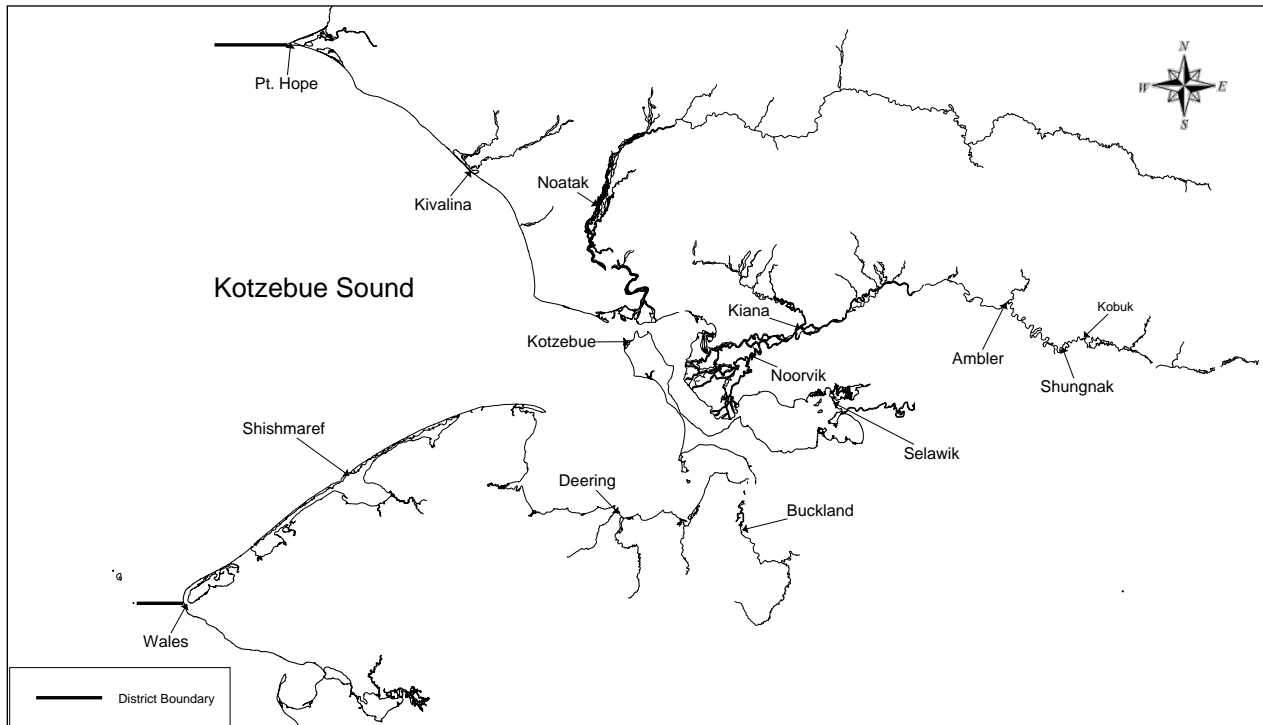 N
W
E
S
Pt. Hope
Kivalina
Noatak
Kotzebue Sound
Kiana
Kobuk
Kotzebue
Ambler
Noorvik
Shungnak
Shishmaref
Selawik
Deering
Buckland
Wales
District Boundary